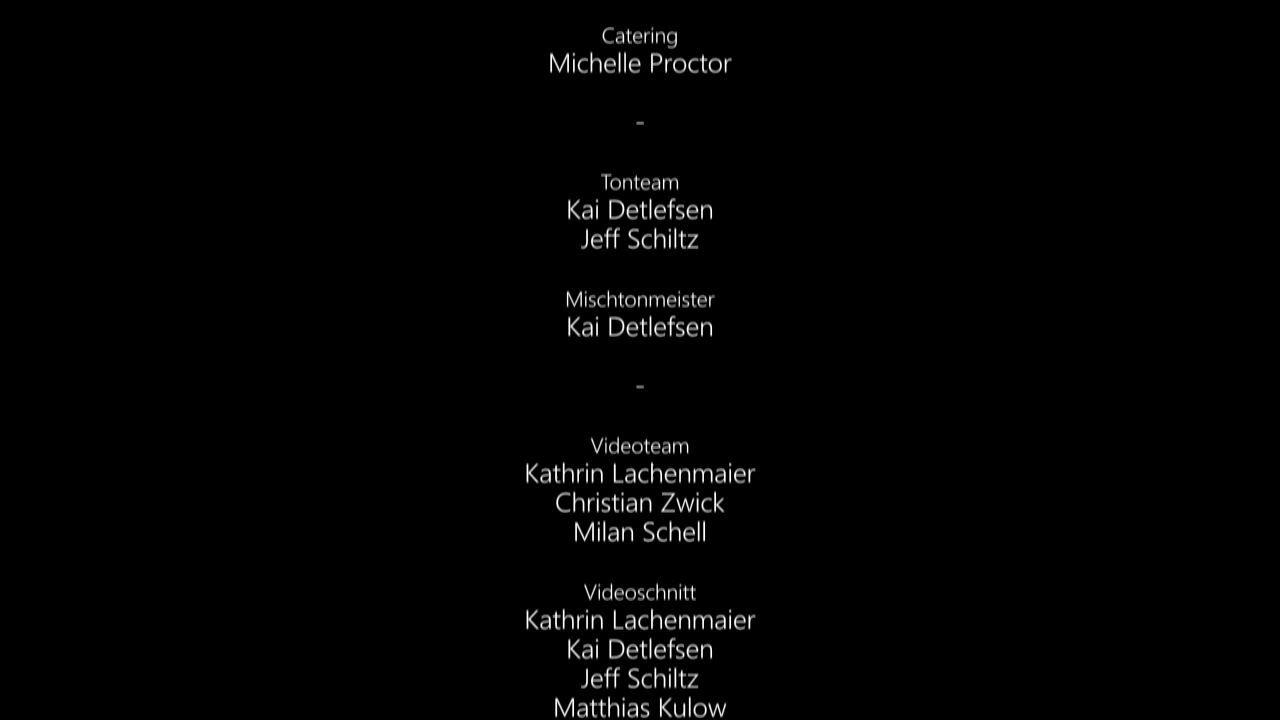 Catering
Michelle Proctor
-
Tonteam
Kai Detlefsen
Jeff Schiltz
Mischtonmeister
Kai Detlefsen
-
Videoteam
Kathrin Lachenmaier
Christian Zwick
Milan Schell
Videoschnitt
Kathrin Lachenmaier
Kai Detlefsen
Jeff Schiltz
Matthias Kulow